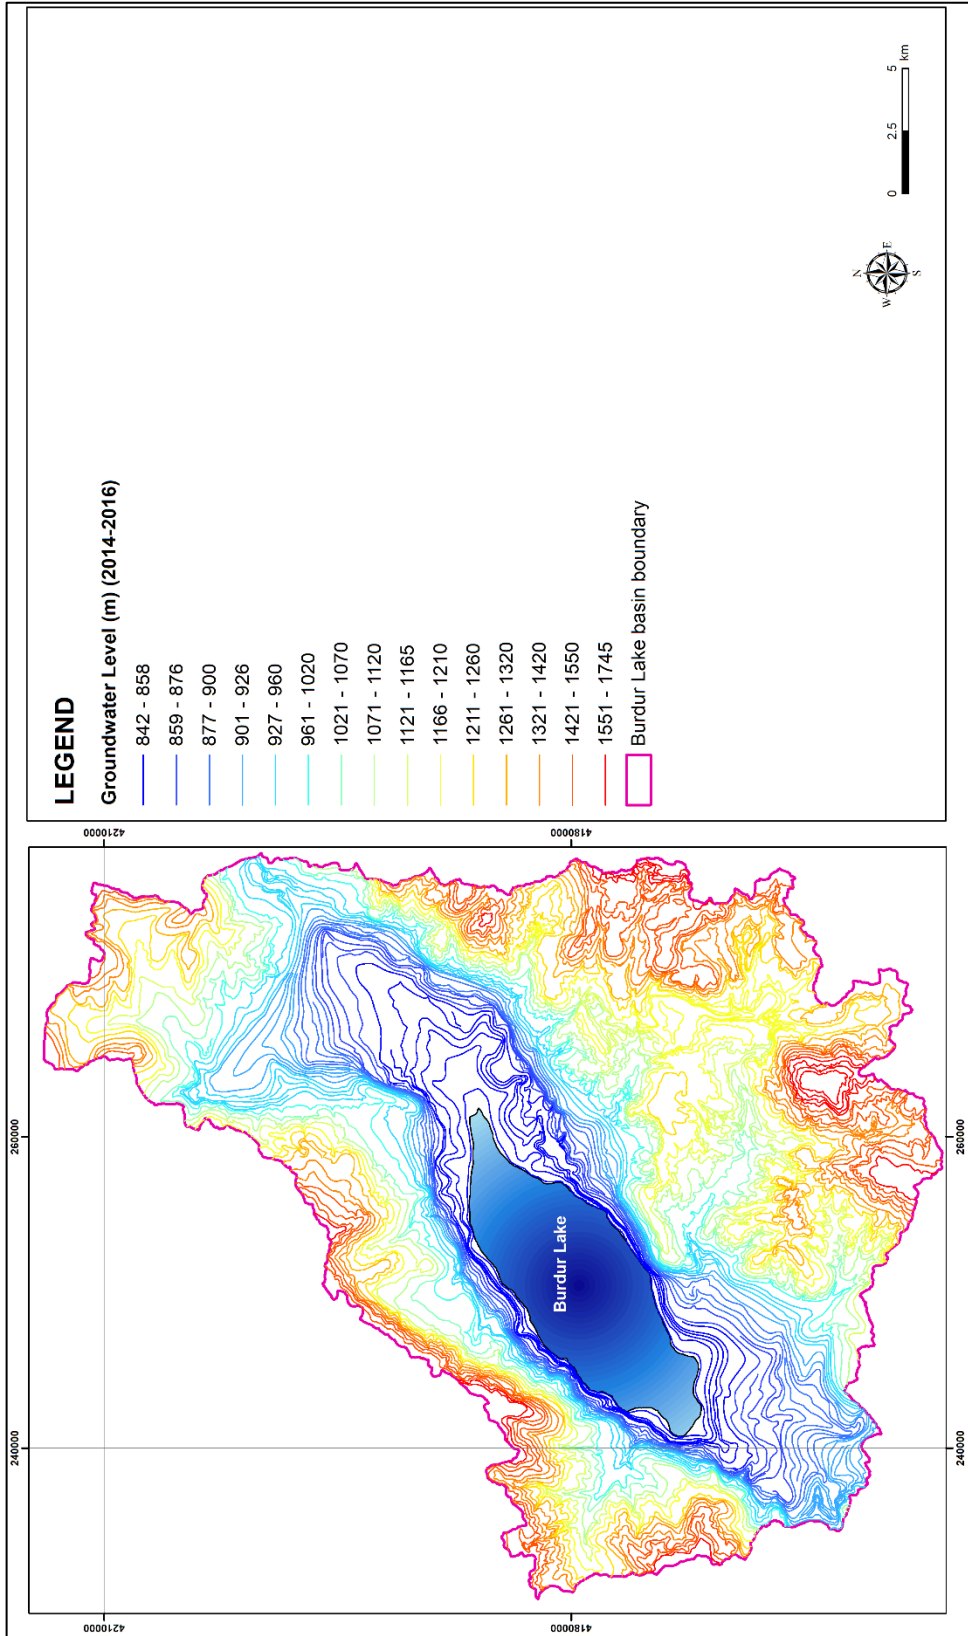 LEGEND
Groundwater Level (m) (2014-2016)
842 - 858
859 - 876
877 - 900
901 - 926
927 - 960
961 - 1020
1021 - 1070
1071 - 1120
1121 - 1165
1166 - 1210
1211 - 1260
1261 - 1320
1321 - 1420
1421 - 1550
1551 - 1745
Burdur Lake basin boundary
N
W E
S
0 2.5 5
km
240000 260000
4210000 4210000
Burdur Lake
4180000 4180000
240000 260000